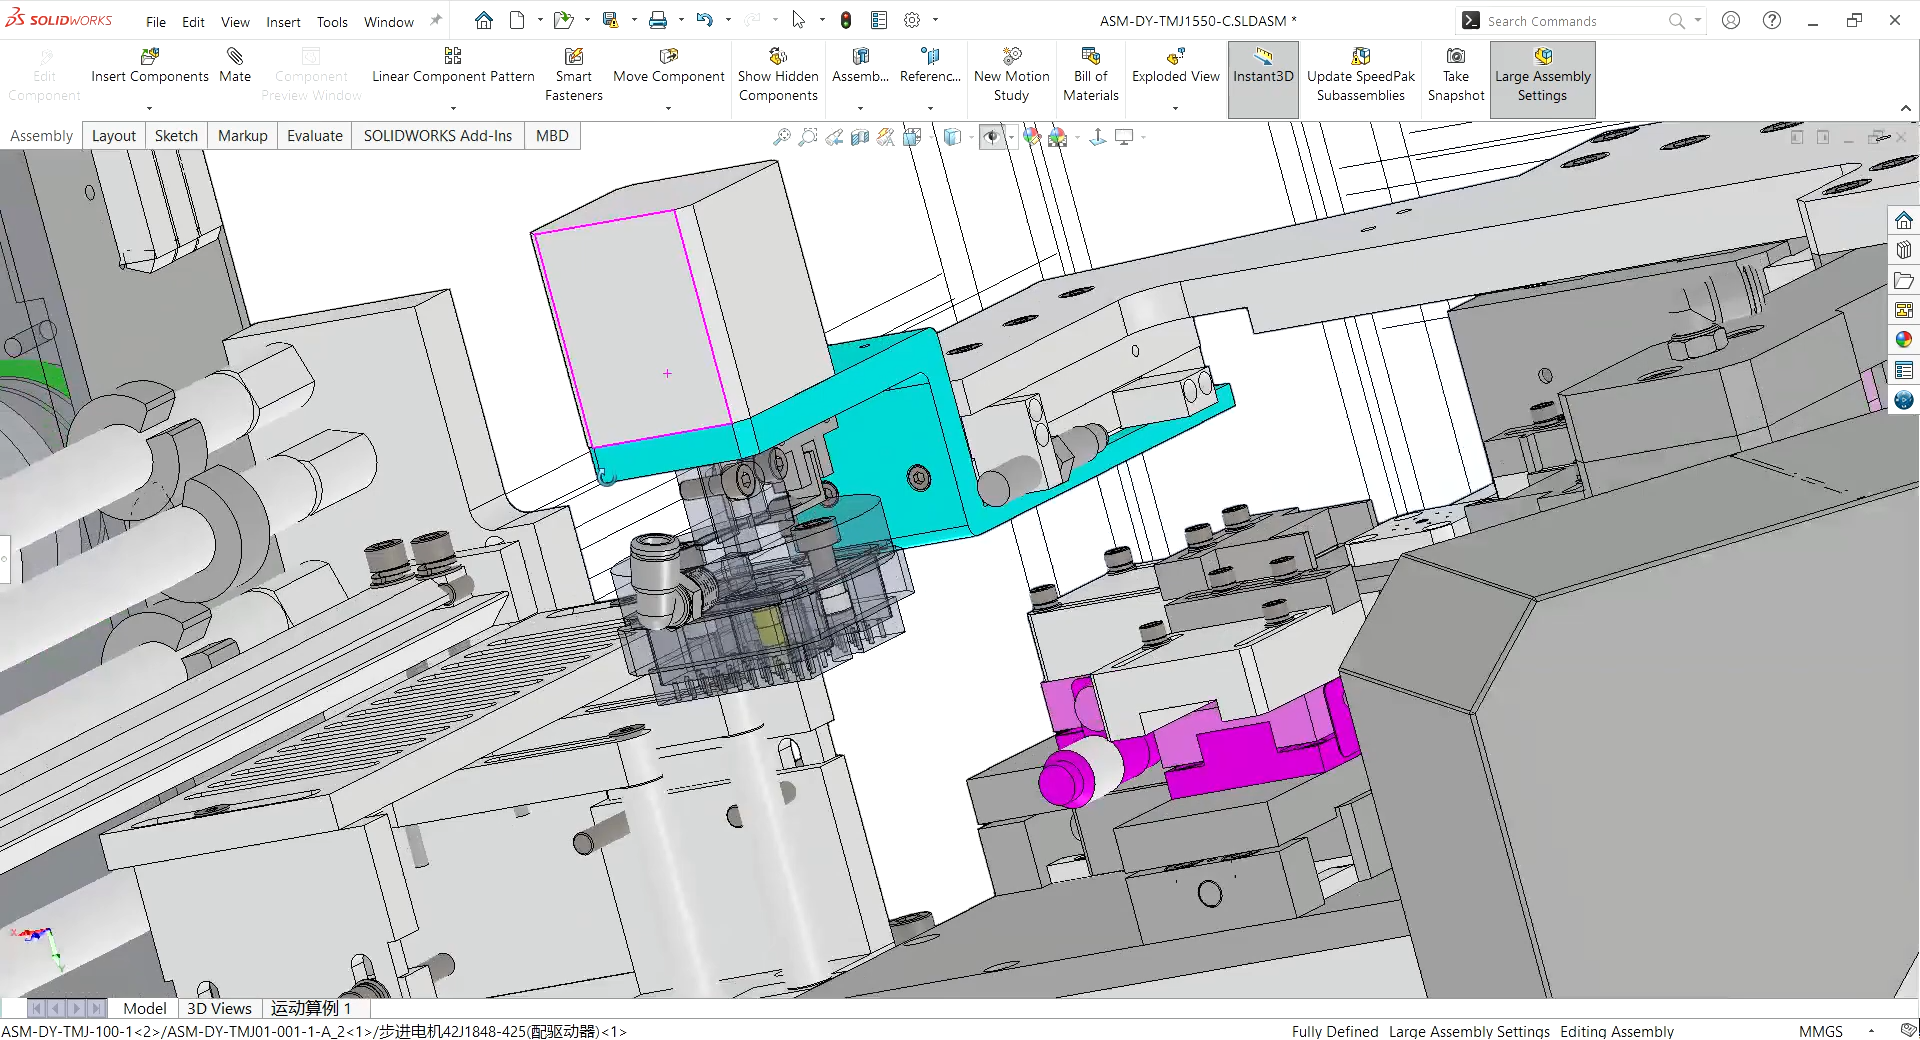 SOLIDWORKS
File Edit View Insert Tools Window
ASM-DY-TMJ1550-C.SLDASM *
Search Commands
Edit Component
Insert Components
Mate
Component Preview Window
Linear Component Pattern
Smart Fasteners
Move Component
Show Hidden Components
Assemb...
Referenc...
New Motion Study
Bill of Materials
Exploded View
Instant3D
Update SpeedPak Subassemblies
Take Snapshot
Large Assembly Settings
Assembly Layout Sketch Markup Evaluate SOLIDWORKS Add-Ins MBD
Model 3D Views 运动算例 1
ASM-DY-TMJ-100-1<2>/ASM-DY-TMJ01-001-1-A_2<1>/步进电机42J1848-425(配驱动器)<1>
Fully Defined Large Assembly Settings Editing Assembly MMGS